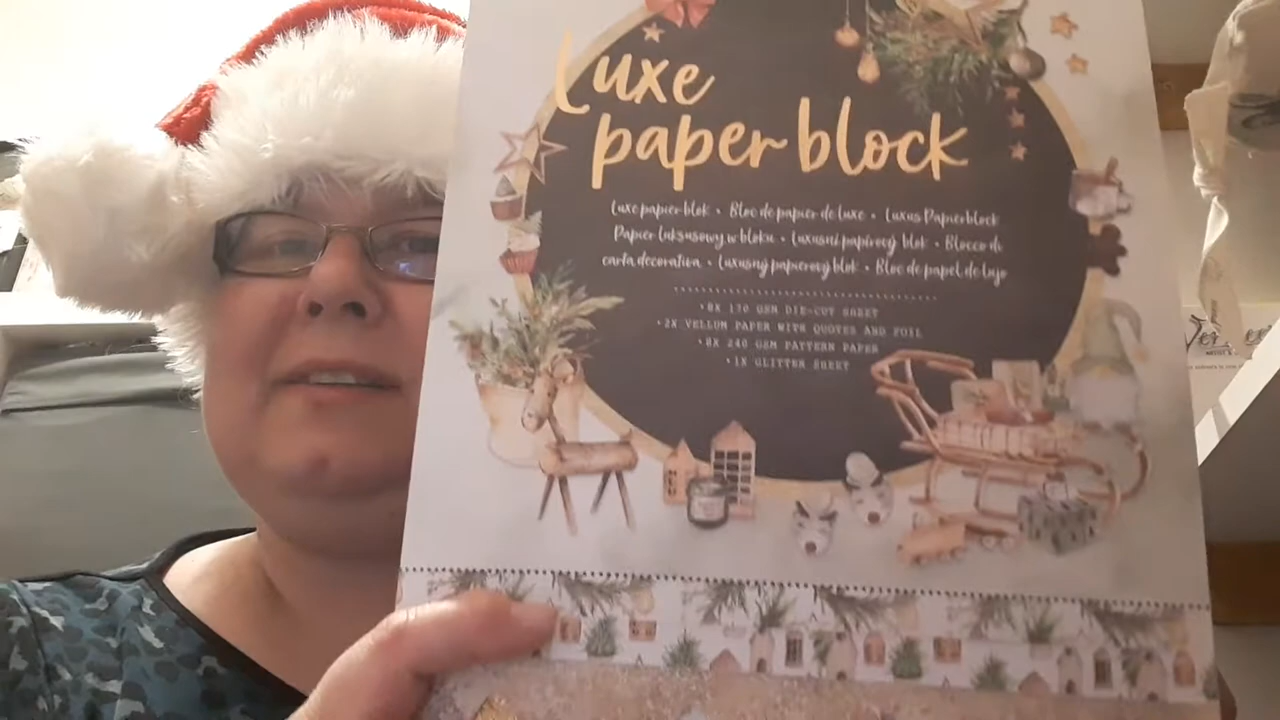 Luxe
paper block
Luxe papier blok • Bloc de papier de luxe • Luxus Papierblock
Papier luksusowy w bloku • Luxusní papírový blok • Blocco di
carta decorativa • Luxusný papierový blok • Bloc de papel de lujo
•8X 170 GSM DIE-CUT SHEET
•2X VELLUM PAPER WITH QUOTES AND FOIL
•8X 240 GSM PATTERN PAPER
•1X GLITTER SHEET